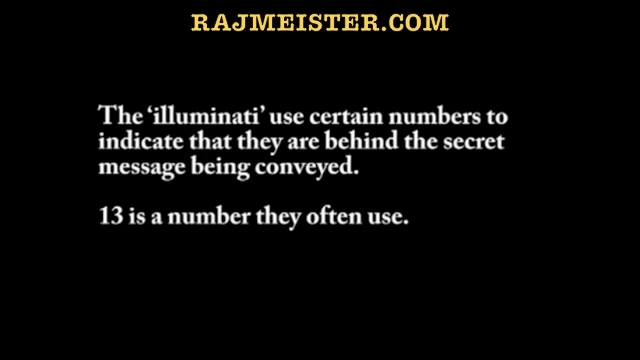 RAJMEISTER.COM
The ‘illuminati’ use certain numbers to
indicate that they are behind the secret
message being conveyed.
13 is a number they often use.